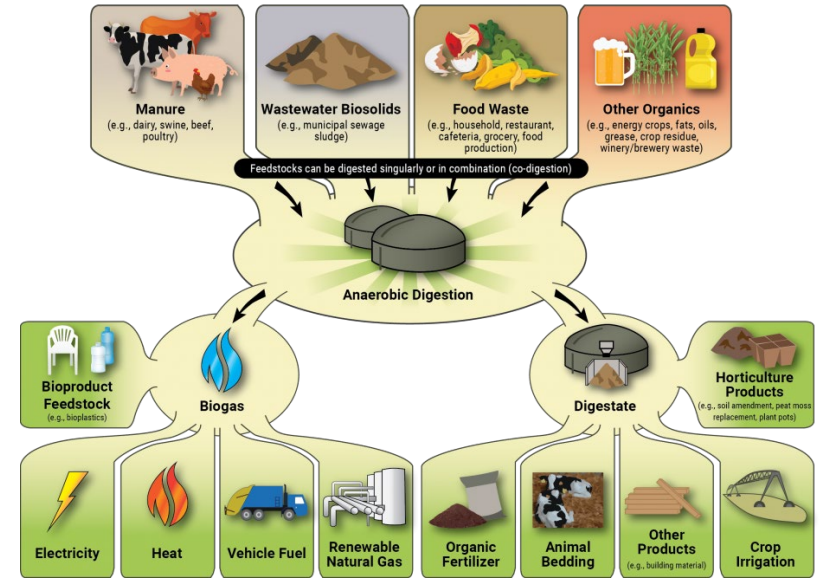 Manure
(e.g., dairy, swine, beef,
poultry)
Wastewater Biosolids
(e.g., municipal sewage
sludge)
Food Waste
(e.g., household, restaurant,
cafeteria, grocery, food
production)
Other Organics
(e.g., energy crops, fats, oils,
grease, crop residue,
winery/brewery waste)
Feedstocks can be digested singularly or in combination (co-digestion)
Anaerobic Digestion
Bioproduct
Feedstock
(e.g., bioplastics)
Biogas
Digestate
Horticulture
Products
(e.g., soil amendment, peat moss
replacement, plant pots)
Electricity
Heat
Vehicle Fuel
Renewable
Natural Gas
Organic
Fertilizer
Animal
Bedding
Other
Products
(e.g., building material)
Crop
Irrigation